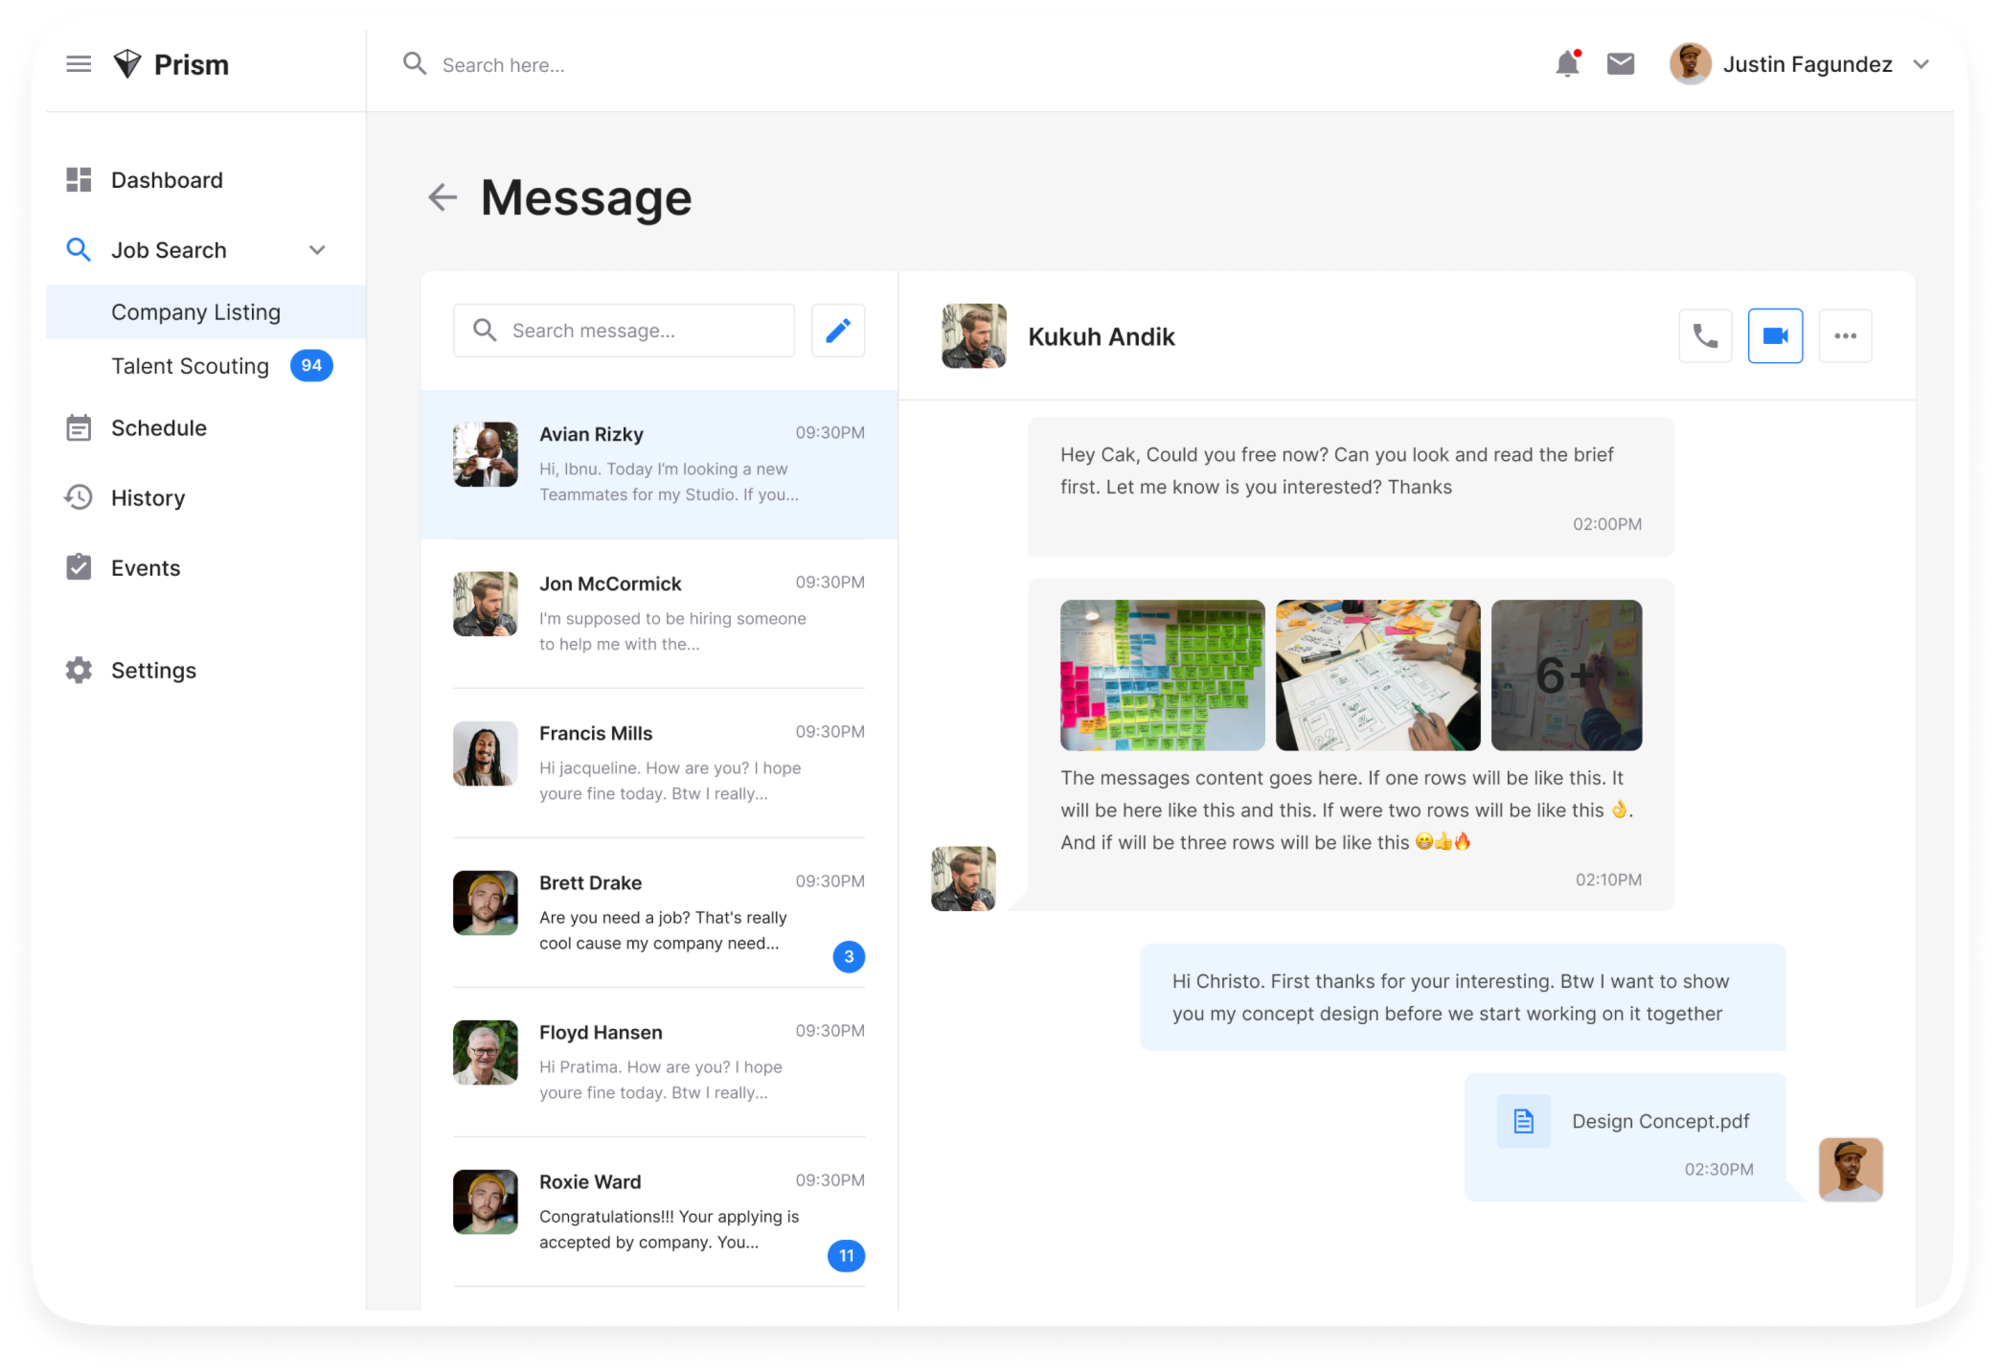 Prism
Search here...
Justin Fagundez
Dashboard
Job Search
Company Listing
Talent Scouting 94
Schedule
History
Events
Settings
Message
Search message...
Avian Rizky 09:30PM
Hi, Ibnu. Today I'm looking a new
Teammates for my Studio. If you...
Jon McCormick 09:30PM
I'm supposed to be hiring someone
to help me with the...
Francis Mills 09:30PM
Hi jacqueline. How are you? I hope
youre fine today. Btw I really...
Brett Drake 09:30PM
Are you need a job? That's really
cool cause my company need...
3
Floyd Hansen 09:30PM
Hi Pratima. How are you? I hope
youre fine today. Btw I really...
Roxie Ward 09:30PM
Congratulations!!! Your applying is
accepted by company. You...
11
Kukuh Andik
Hey Cak, Could you free now? Can you look and read the brief
first. Let me know is you interested? Thanks
02:00PM
6+
The messages content goes here. If one rows will be like this. It
will be here like this and this. If were two rows will be like this 👌.
And if will be three rows will be like this 😁👍🔥
02:10PM
Hi Christo. First thanks for your interesting. Btw I want to show
you my concept design before we start working on it together
Design Concept.pdf
02:30PM